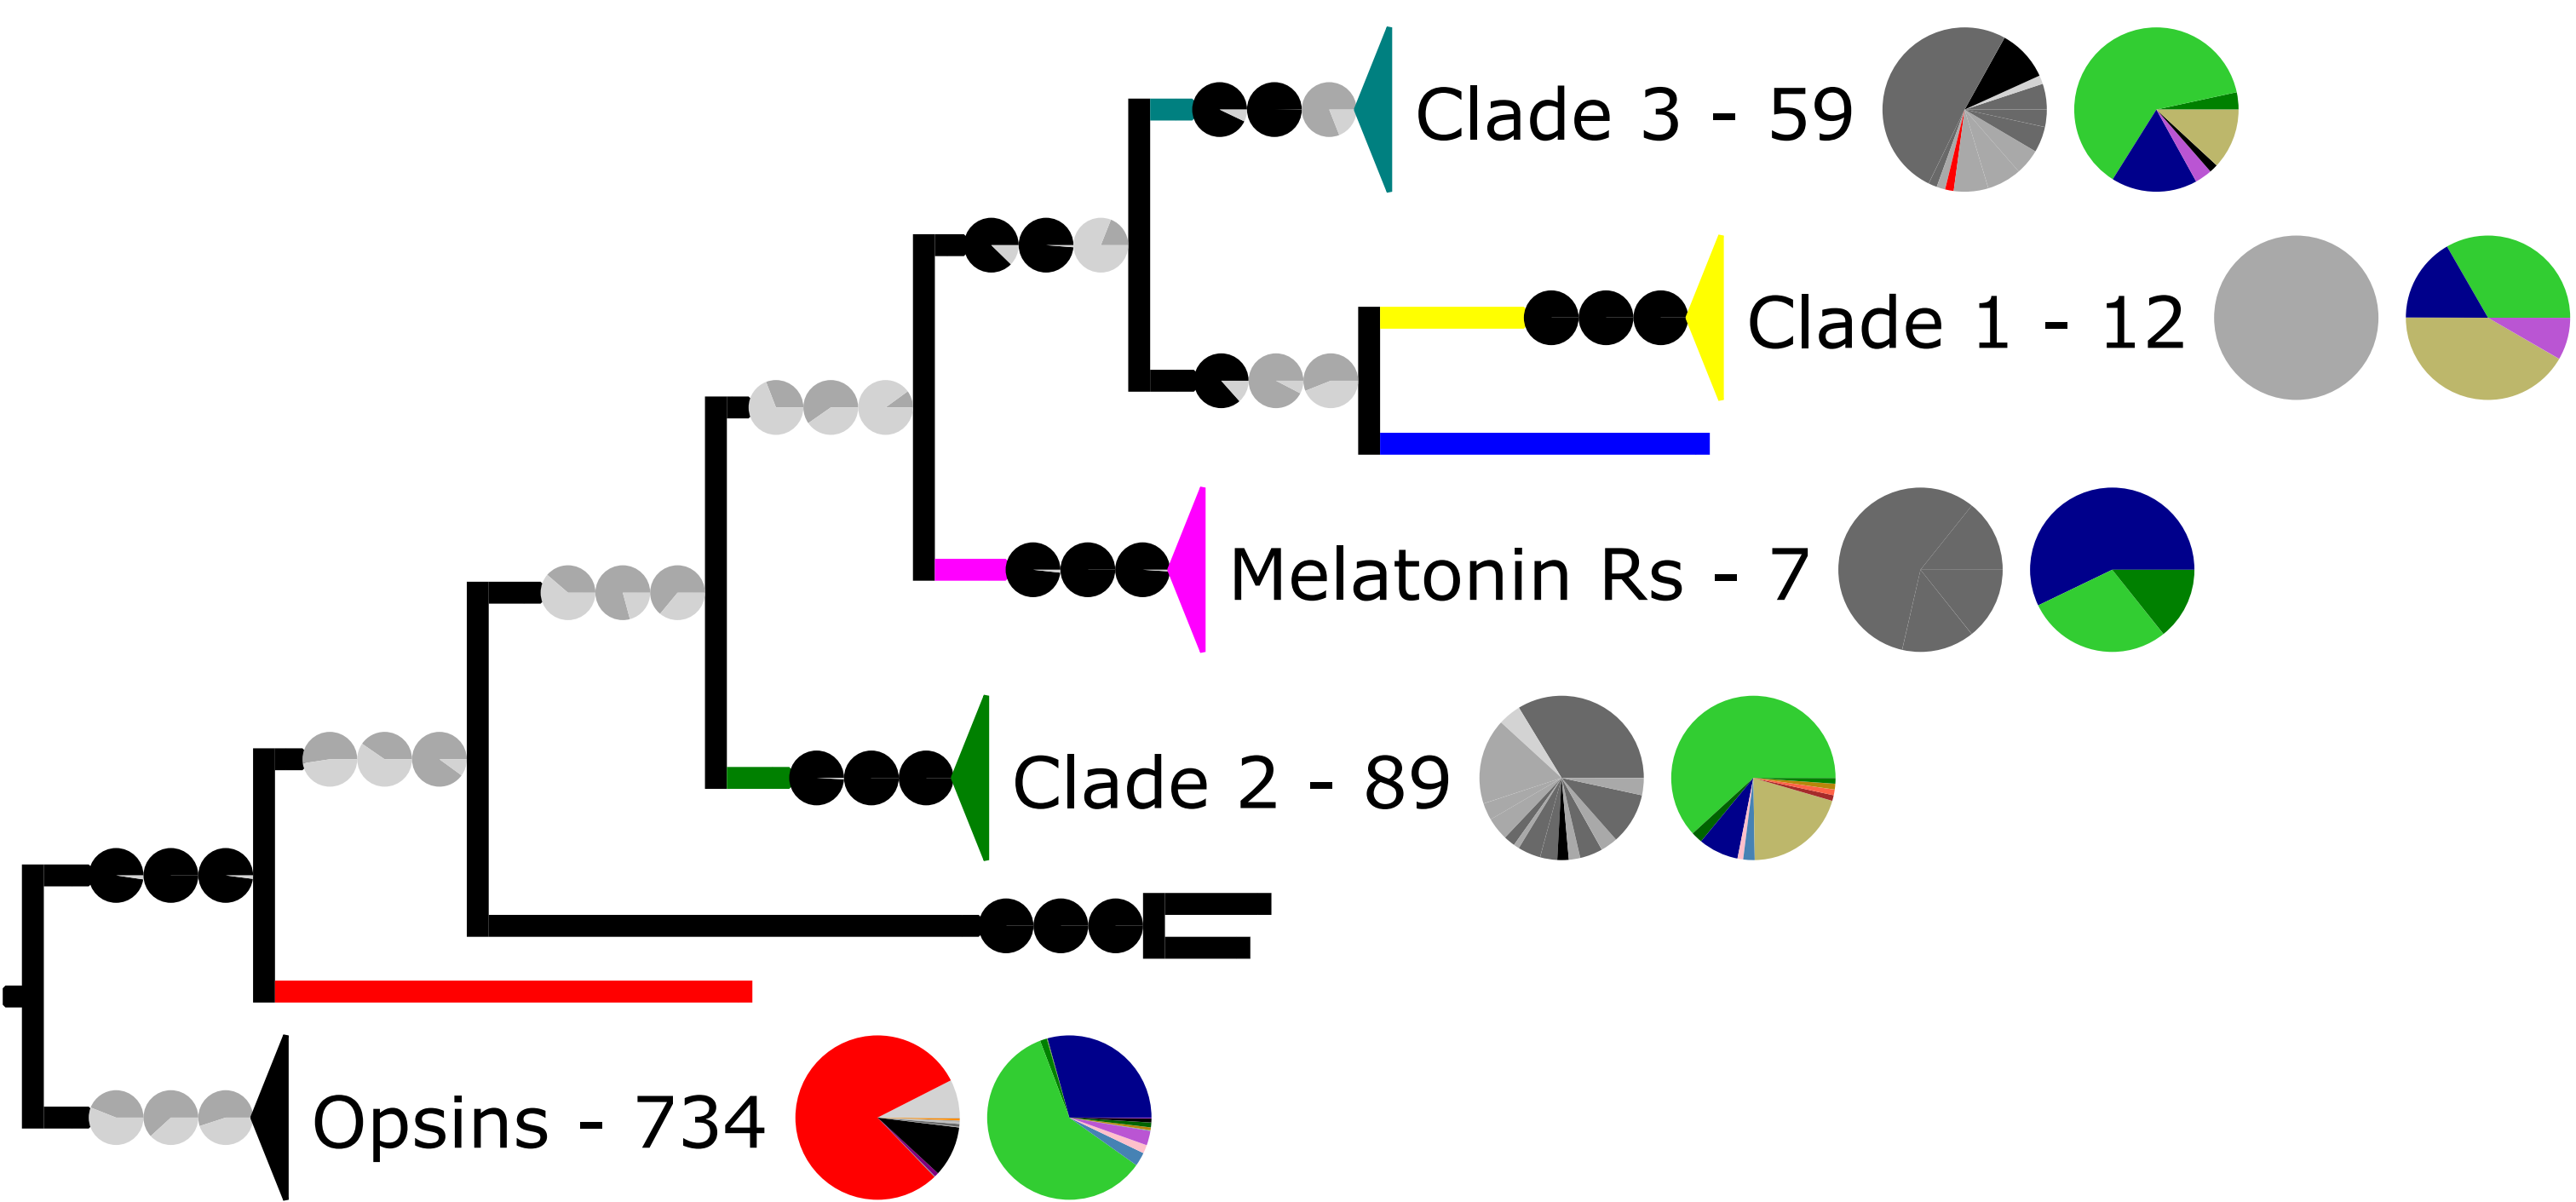 Clade 3 - 59
Clade 1 - 12
Melatonin Rs - 7
Clade 2 - 89
Opsins - 734